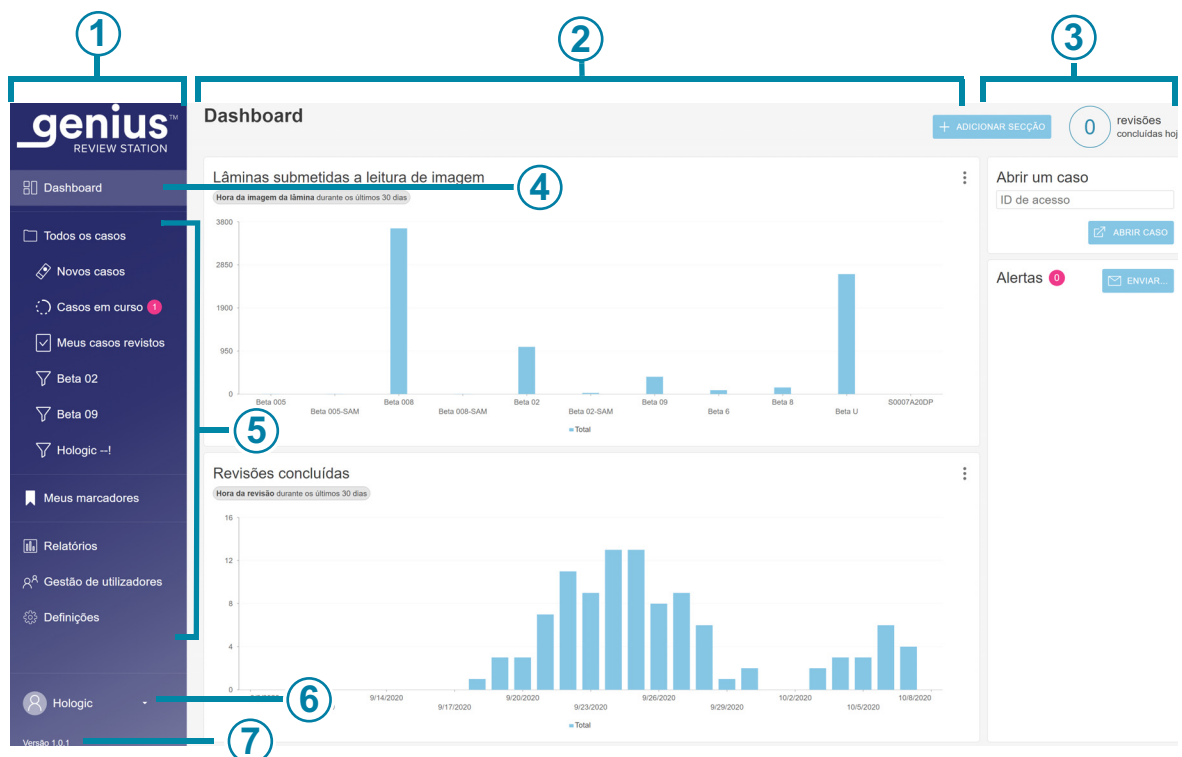 1
2
3
genius™
REVIEW STATION
Dashboard
Todos os casos
Novos casos
Casos em curso 1
Meus casos revistos
Beta 02
Beta 09
Hologic --!
Meus marcadores
Relatórios
Gestão de utilizadores
Definições
Hologic
Versão 1.0.1
4
5
6
7
Dashboard
+ ADICIONAR SECÇÃO
0 revisões
concluídas hoj
Lâminas submetidas a leitura de imagem
Hora da imagem da lâmina durante os últimos 30 dias
3800
2850
1900
950
0
Beta 005
Beta 005-SAM
Beta 008
Beta 008-SAM
Beta 02
Beta 02-SAM
Beta 09
Beta 6
Beta 8
Beta U
S0007A20DP
Total
Revisões concluídas
Hora da revisão durante os últimos 30 dias
16
12
8
4
0
9/14/2020
9/17/2020
9/20/2020
9/23/2020
9/26/2020
9/29/2020
10/2/2020
10/5/2020
10/8/2020
Total
Abrir um caso
ID de acesso
ABRIR CASO
Alertas 0
ENVIAR...